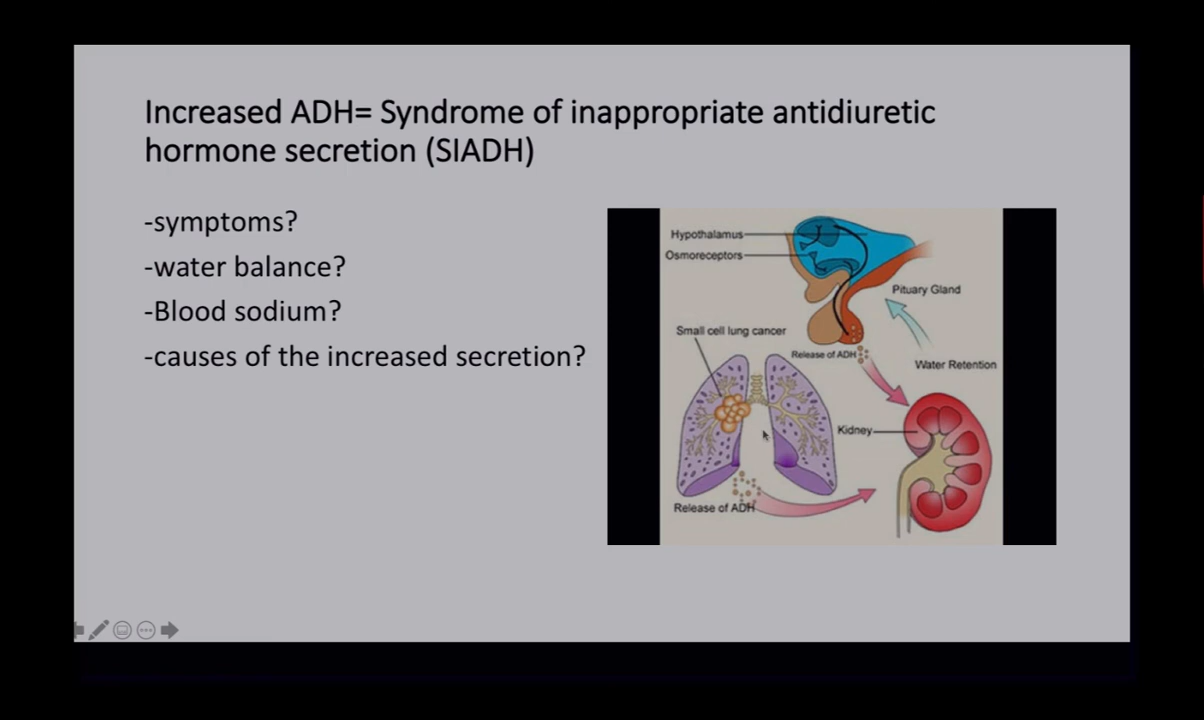 Increased ADH= Syndrome of inappropriate antidiuretic
hormone secretion (SIADH)
-symptoms?
-water balance?
-Blood sodium?
-causes of the increased secretion?
Hypothalamus
Osmoreceptors
Pituary Gland
Small cell lung cancer
Release of ADH
Water Retention
Kidney
Release of ADH